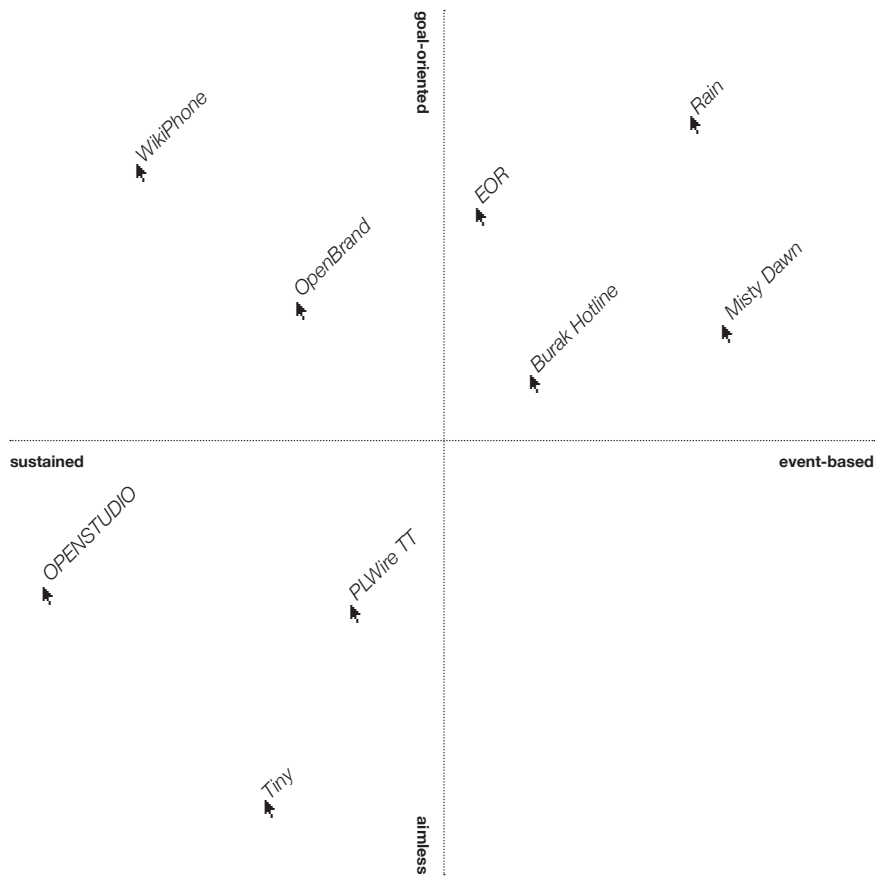 goal-oriented
Rain
WikiPhone
EOR
OpenBrand
Misty Dawn
Burak Hotline
sustained
event-based
OPENSTUDIO
PLWire TT
Tiny
aimless